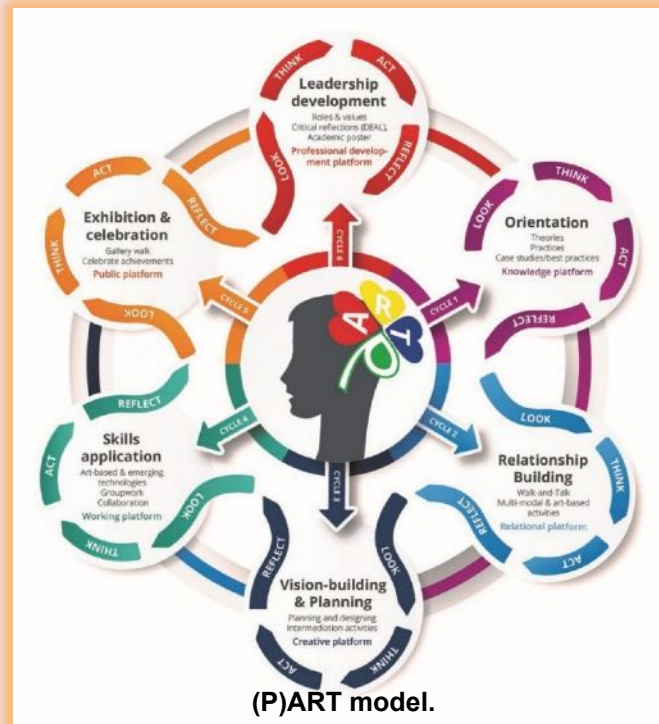 THINK
ACT
LOOK
REFLECT
Leadership
development
Roles & values
Critical reflections (DEAL),
Academic poster
Professional develop-
ment platform
CYCLE 6
LOOK
THINK
ACT
REFLECT
Orientation
Theories
Practices
Case studies/best practices
Knowledge platform
CYCLE 1
LOOK
THINK
ACT
REFLECT
Relationship
Building
Walk-and-Talk
Multi-modal & art-based
activities
Relational platform
CYCLE 2
REFLECT
LOOK
THINK
ACT
Vision-building
& Planning
Planning and designing
Intermediation activities
Creative platform
CYCLE 3
REFLECT
ACT
THINK
LOOK
Skills
application
Art-based & emerging
technologies
Groupwork
Collaboration
Working platform
CYCLE 4
ACT
REFLECT
THINK
LOOK
Exhibition &
celebration
Gallery walk
Celebrate achievements
Public platform
CYCLE 5
P A R T
(P)ART model.